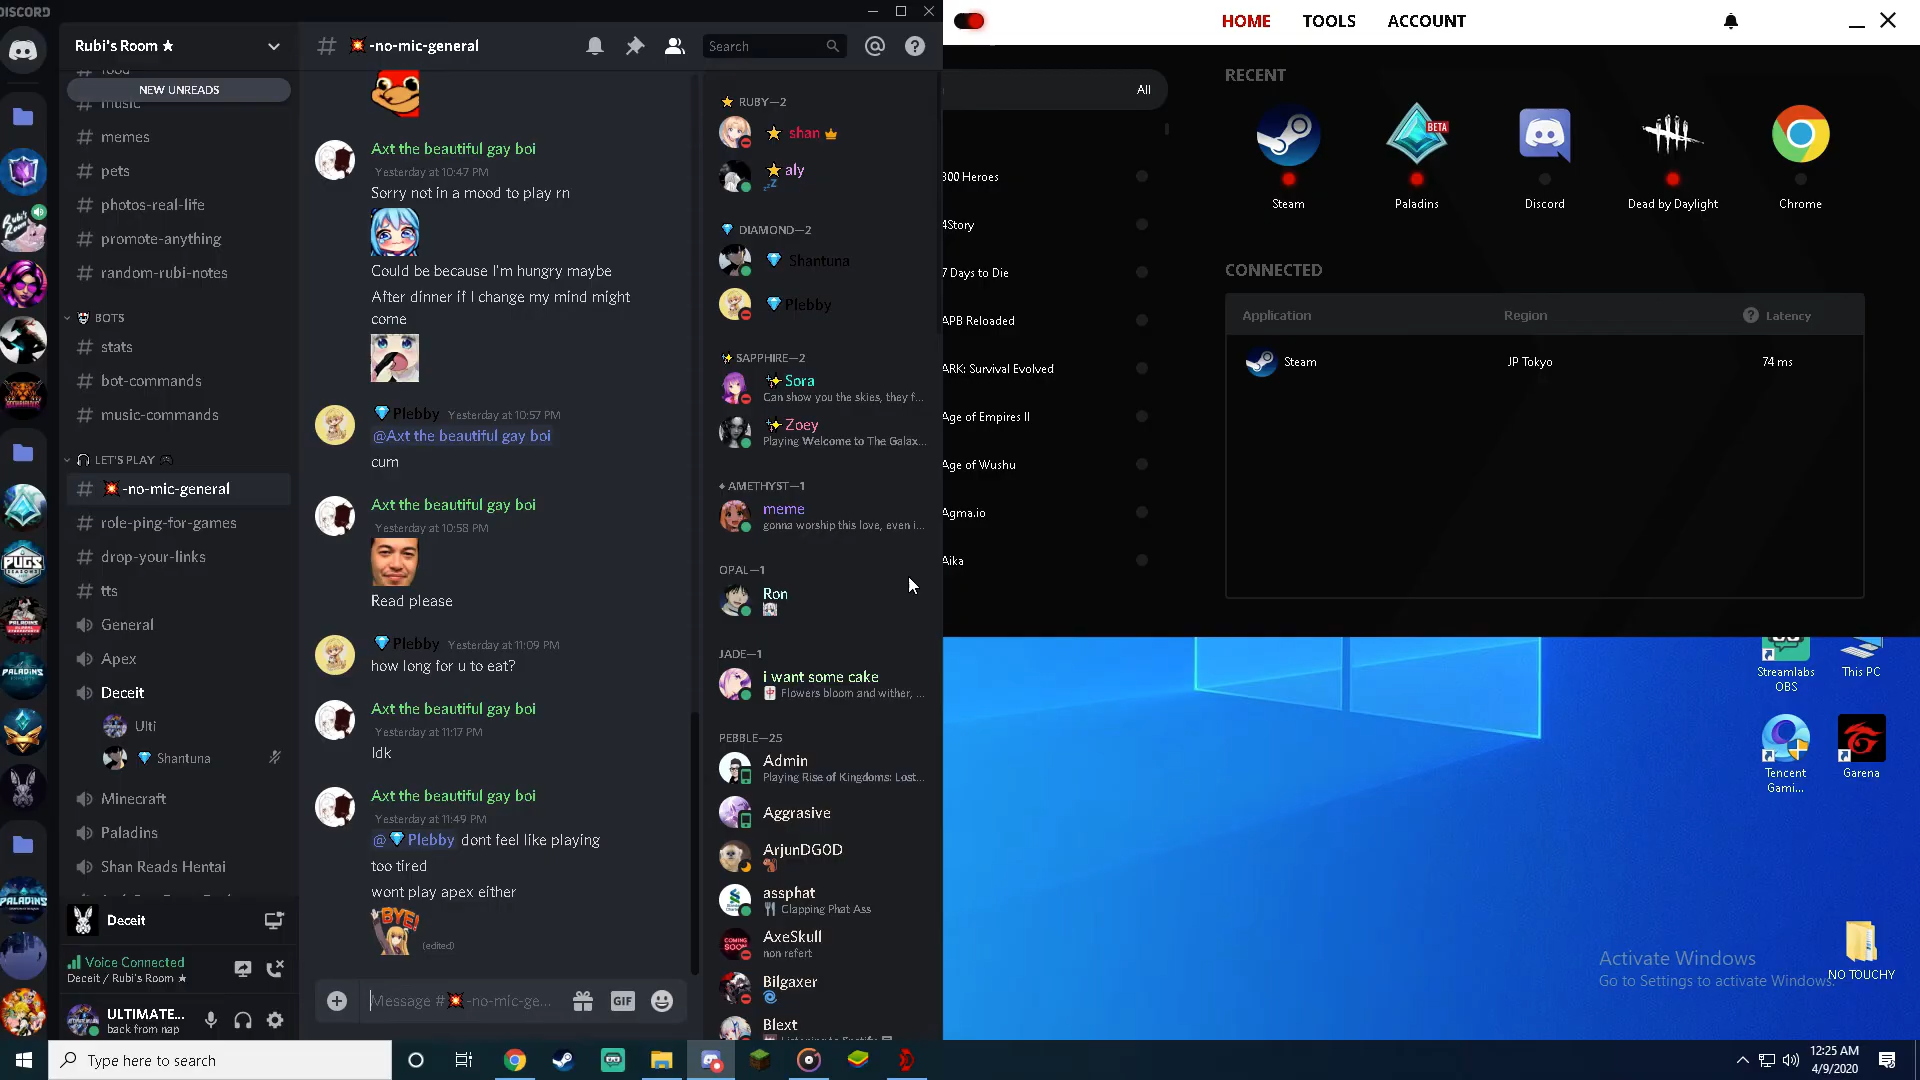 DISCORD
Rubi's Room ★
food
NEW UNREADS
music
memes
pets
photos-real-life
promote-anything
random-rubi-notes
BOTS
stats
bot-commands
music-commands
LET'S PLAY
-no-mic-general
role-ping-for-games
drop-your-links
tts
General
Apex
Deceit
Ulti
Shantuna
Minecraft
Paladins
Shan Reads Hentai
Deceit
Voice Connected
Deceit / Rubi's Room ★
ULTIMATE...
back from nap
-no-mic-general
Search
Axt the beautiful gay boi
Yesterday at 10:47 PM
Sorry not in a mood to play rn
Could be because I'm hungry maybe
After dinner if I change my mind might
come
Plebby Yesterday at 10:57 PM
@Axt the beautiful gay boi
cum
Axt the beautiful gay boi
Yesterday at 10:58 PM
Read please
Plebby Yesterday at 11:09 PM
how long for u to eat?
Axt the beautiful gay boi
Yesterday at 11:17 PM
Idk
Axt the beautiful gay boi
Yesterday at 11:49 PM
@ Plebby dont feel like playing
too tired
wont play apex either
BYE!
(edited)
Message # -no-mic-ge...
GIF
RUBY—2
shan
aly
DIAMOND—2
Shantuna
Plebby
SAPPHIRE—2
Sora
Can show you the skies, they f...
Zoey
Playing Welcome to The Galax...
AMETHYST—1
meme
gonna worship this love, even i...
OPAL—1
Ron
JADE—1
i want some cake
Flowers bloom and wither, ...
PEBBLE—25
Admin
Playing Rise of Kingdoms: Lost...
Aggrasive
ArjunDGOD
assphat
Clapping Phat Ass
AxeSkull
non refert
Bilgaxer
Blext
HOME
TOOLS
ACCOUNT
All
300 Heroes
4Story
7 Days to Die
APB Reloaded
ARK: Survival Evolved
Age of Empires II
Age of Wushu
Agma.io
Aika
RECENT
BETA
Steam
Paladins
Discord
Dead by Daylight
Chrome
CONNECTED
Application
Region
Latency
Steam
JP Tokyo
74 ms
Streamlabs
OBS
This PC
Tencent
Gami...
Garena
NO TOUCHY
Activate Windows
Go to Settings to activate Windows.
Type here to search
12:25 AM
4/9/2020